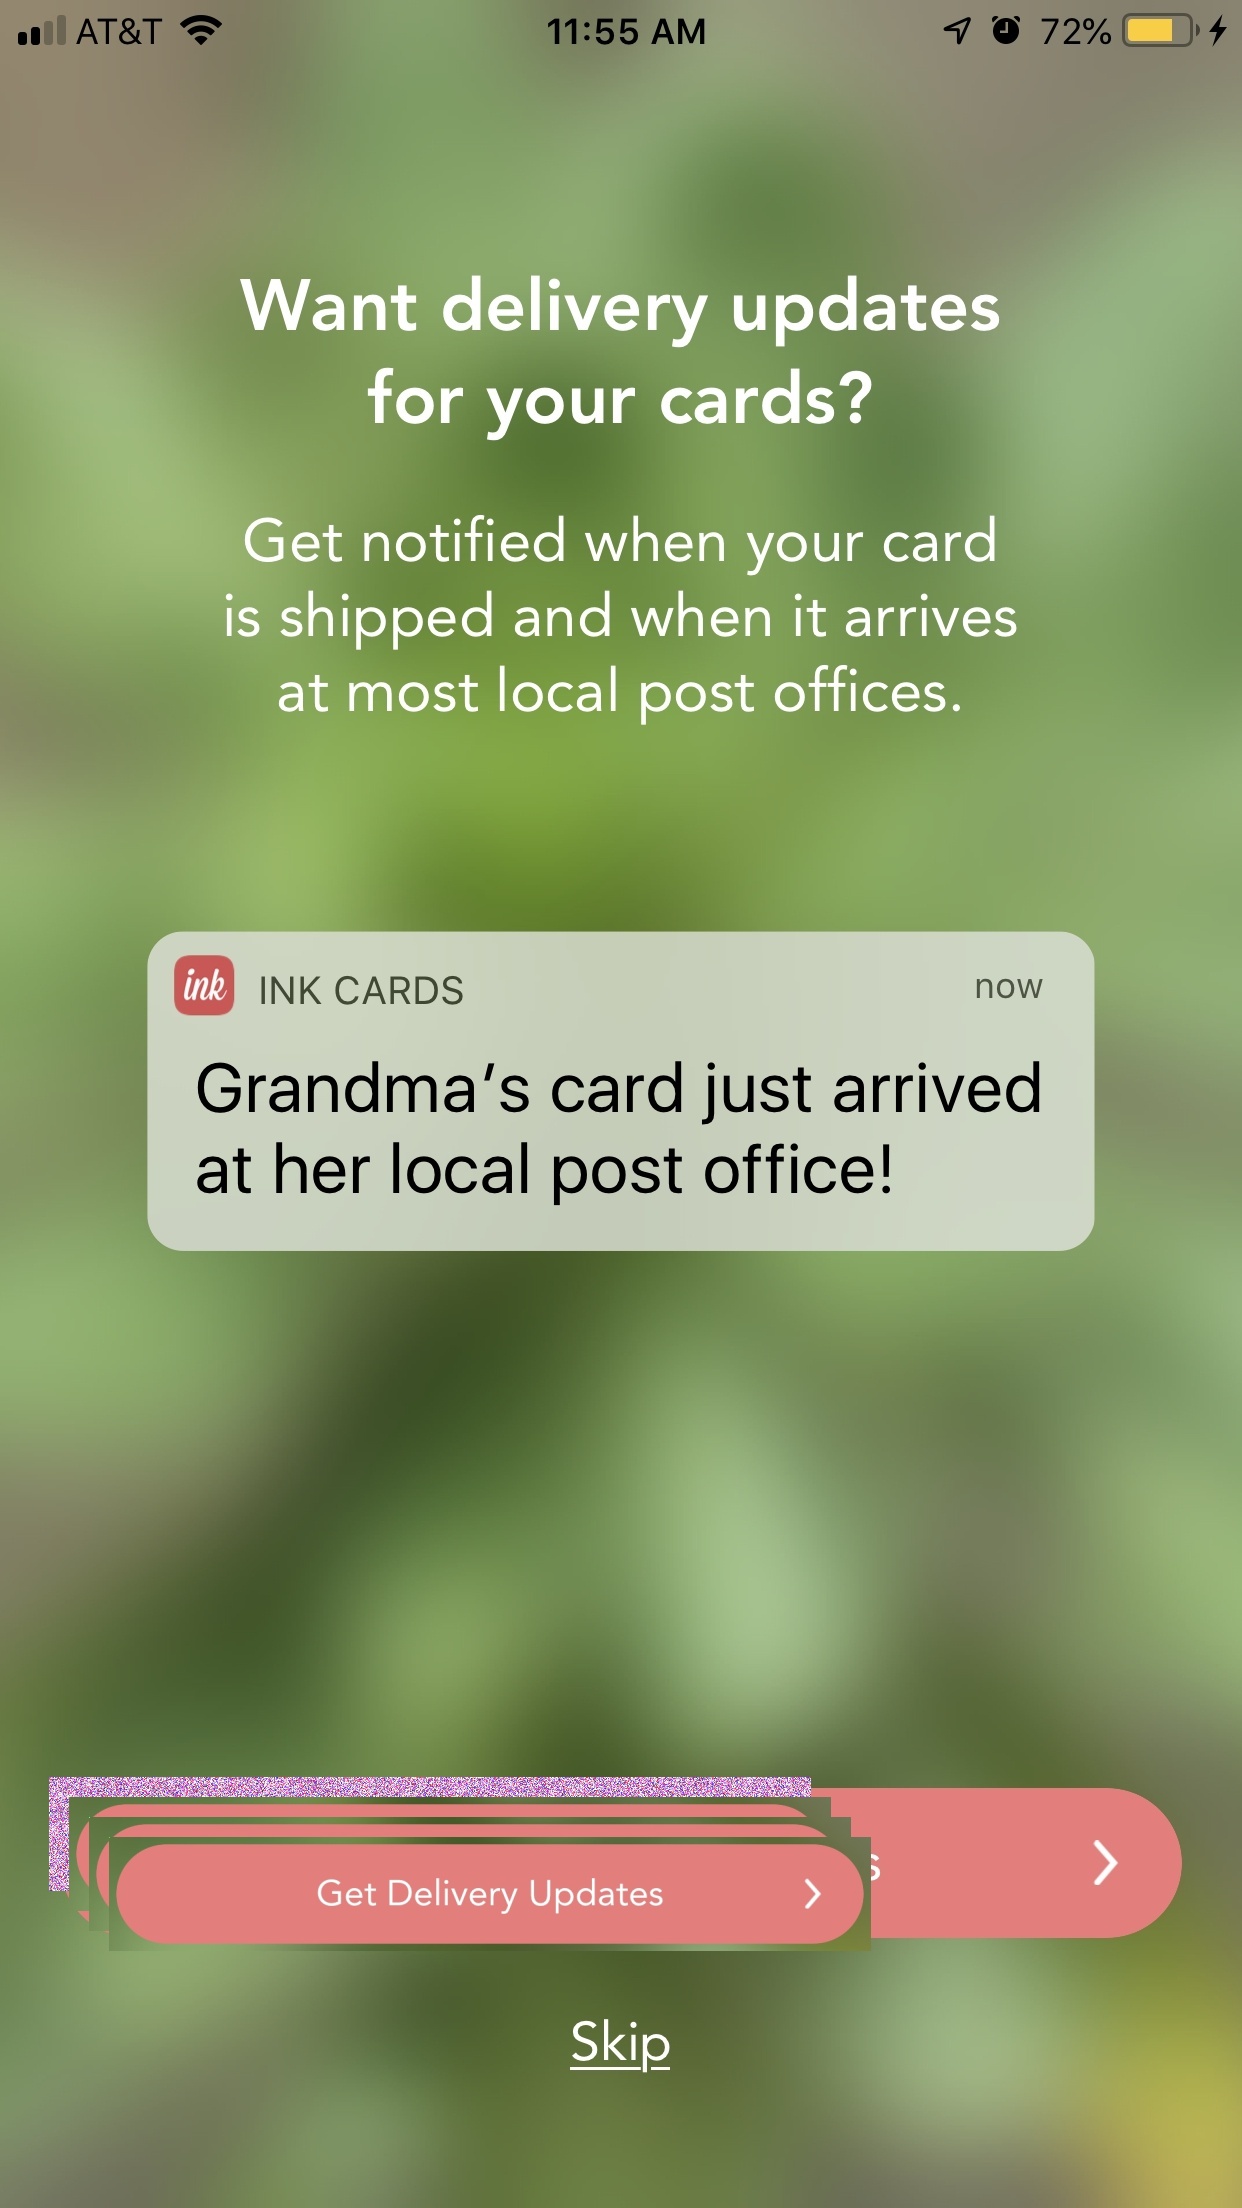 AT&T 11:55 AM 72%
Want delivery updates
for your cards?
Get notified when your card
is shipped and when it arrives
at most local post offices.
ink INK CARDS now
Grandma’s card just arrived
at her local post office!
Get Delivery Updates
Skip